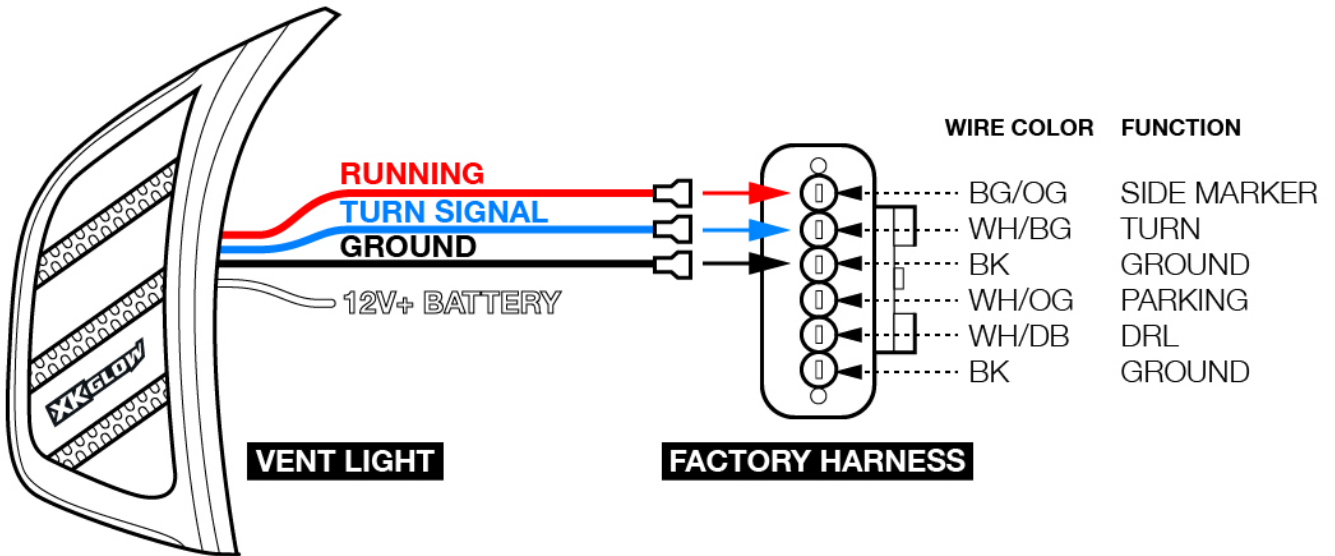 WIRE COLOR FUNCTION
RUNNING
BG/OG SIDE MARKER
TURN SIGNAL
WH/BG TURN
GROUND
BK GROUND
12V+ BATTERY
WH/OG PARKING
WH/DB DRL
BK GROUND
XKGLOW
VENT LIGHT
FACTORY HARNESS